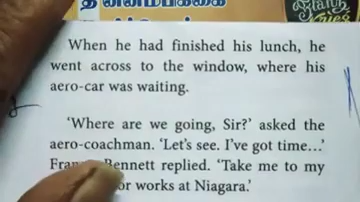 தன்னம்பிக்கை
When he had finished his lunch, he
went across to the window, where his
aero-car was waiting.
‘Where are we going, Sir?’ asked the
aero-coachman. ‘Let’s see. I’ve got time…’
Bennett replied. ‘Take me to my
works at Niagara.’